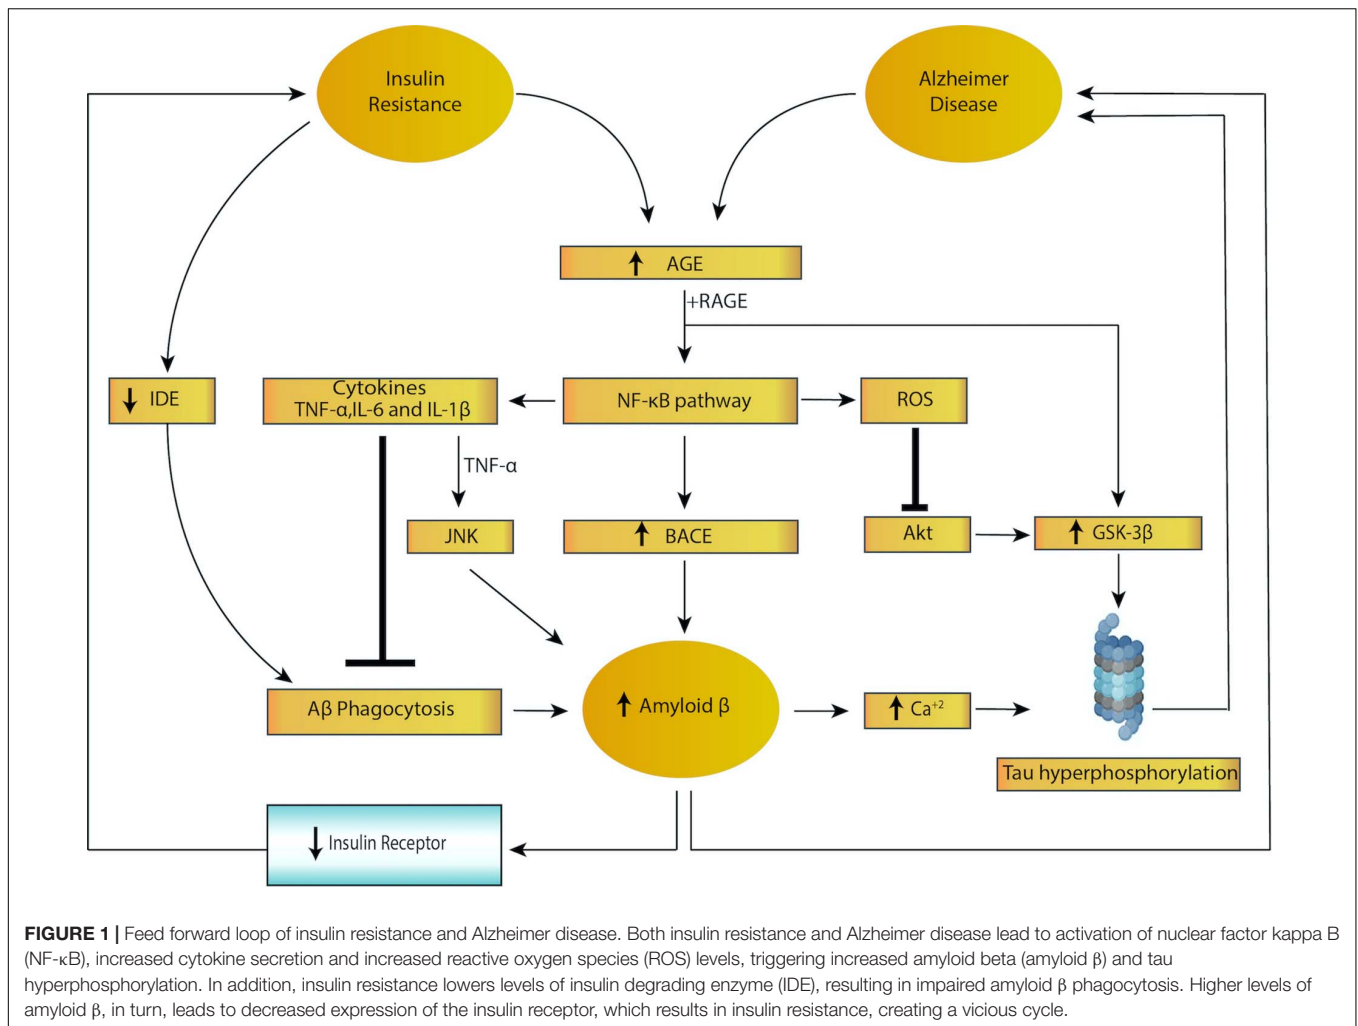 Insulin
Resistance
Alzheimer
Disease
↑ AGE
+RAGE
↓ IDE
Cytokines
TNF-α,IL-6 and IL-1β
NF-κB pathway
ROS
TNF-α
JNK
↑ BACE
Akt
↑ GSK-3β
Aβ Phagocytosis
↑ Amyloid β
↑ Ca⁺²
Tau hyperphosphorylation
↓ Insulin Receptor
FIGURE 1 | Feed forward loop of insulin resistance and Alzheimer disease. Both insulin resistance and Alzheimer disease lead to activation of nuclear factor kappa B
(NF-κB), increased cytokine secretion and increased reactive oxygen species (ROS) levels, triggering increased amyloid beta (amyloid β) and tau
hyperphosphorylation. In addition, insulin resistance lowers levels of insulin degrading enzyme (IDE), resulting in impaired amyloid β phagocytosis. Higher levels of
amyloid β, in turn, leads to decreased expression of the insulin receptor, which results in insulin resistance, creating a vicious cycle.